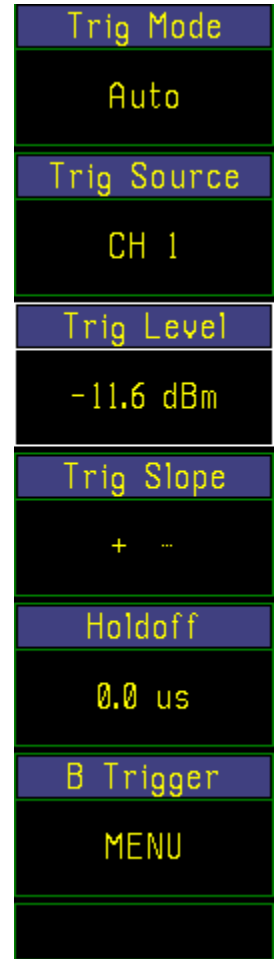 Trig Mode
Auto
Trig Source
CH 1
Trig Level
-11.6 dBm
Trig Slope
+ -
Holdoff
0.0 us
B Trigger
MENU